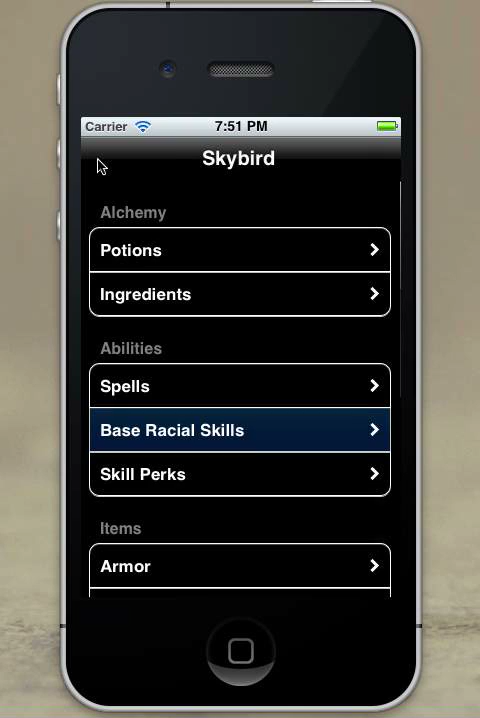 Carrier 7:51 PM
Skybird
Alchemy
Potions
Ingredients
Abilities
Spells
Base Racial Skills
Skill Perks
Items
Armor